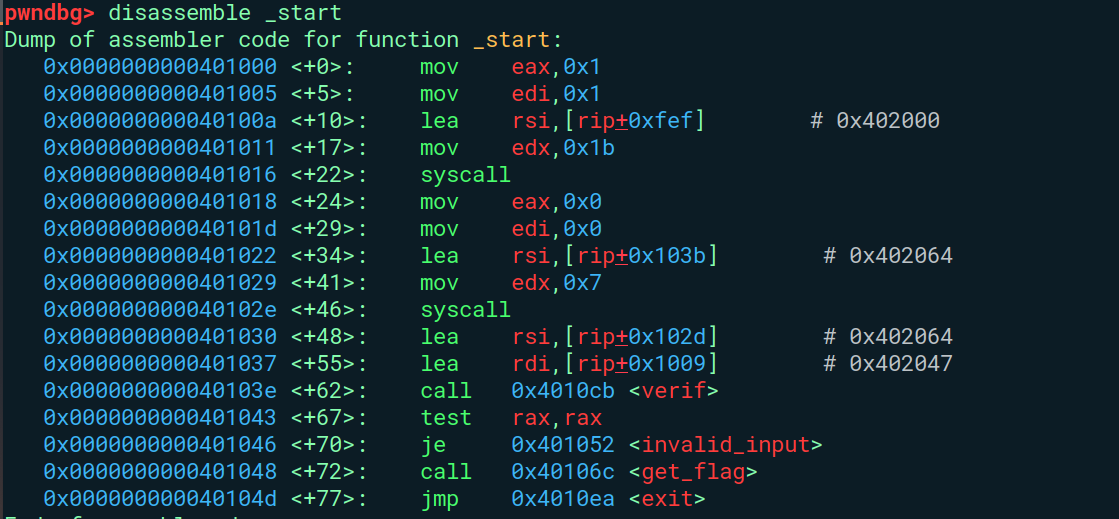 pwndbg> disassemble _start
Dump of assembler code for function _start:
0x0000000000401000 <+0>: mov eax,0x1
0x0000000000401005 <+5>: mov edi,0x1
0x000000000040100a <+10>: lea rsi,[rip+0xfef] # 0x402000
0x0000000000401011 <+17>: mov edx,0x1b
0x0000000000401016 <+22>: syscall
0x0000000000401018 <+24>: mov eax,0x0
0x000000000040101d <+29>: mov edi,0x0
0x0000000000401022 <+34>: lea rsi,[rip+0x103b] # 0x402064
0x0000000000401029 <+41>: mov edx,0x7
0x000000000040102e <+46>: syscall
0x0000000000401030 <+48>: lea rsi,[rip+0x102d] # 0x402064
0x0000000000401037 <+55>: lea rdi,[rip+0x1009] # 0x402047
0x000000000040103e <+62>: call 0x4010cb <verif>
0x0000000000401043 <+67>: test rax,rax
0x0000000000401046 <+70>: je 0x401052 <invalid_input>
0x0000000000401048 <+72>: call 0x40106c <get_flag>
0x000000000040104d <+77>: jmp 0x4010ea <exit>